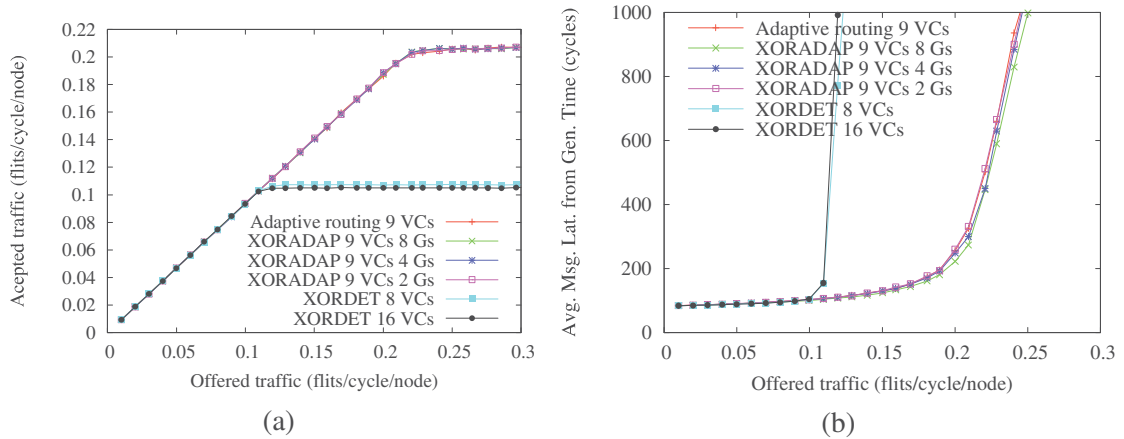 0.22
0.2
0.18
0.16
0.14
0.12
0.1
0.08
0.06
0.04
0.02
0
Acepted traffic (flits/cycle/node)
Adaptive routing 9 VCs
XORADAP 9 VCs 8 Gs
XORADAP 9 VCs 4 Gs
XORADAP 9 VCs 2 Gs
XORDET 8 VCs
XORDET 16 VCs
0 0.05 0.1 0.15 0.2 0.25 0.3
Offered traffic (flits/cycle/node)
(a)
1000
800
600
400
200
0
Avg. Msg. Lat. from Gen. Time (cycles)
Adaptive routing 9 VCs
XORADAP 9 VCs 8 Gs
XORADAP 9 VCs 4 Gs
XORADAP 9 VCs 2 Gs
XORDET 8 VCs
XORDET 16 VCs
0 0.05 0.1 0.15 0.2 0.25 0.3
Offered traffic (flits/cycle/node)
(b)